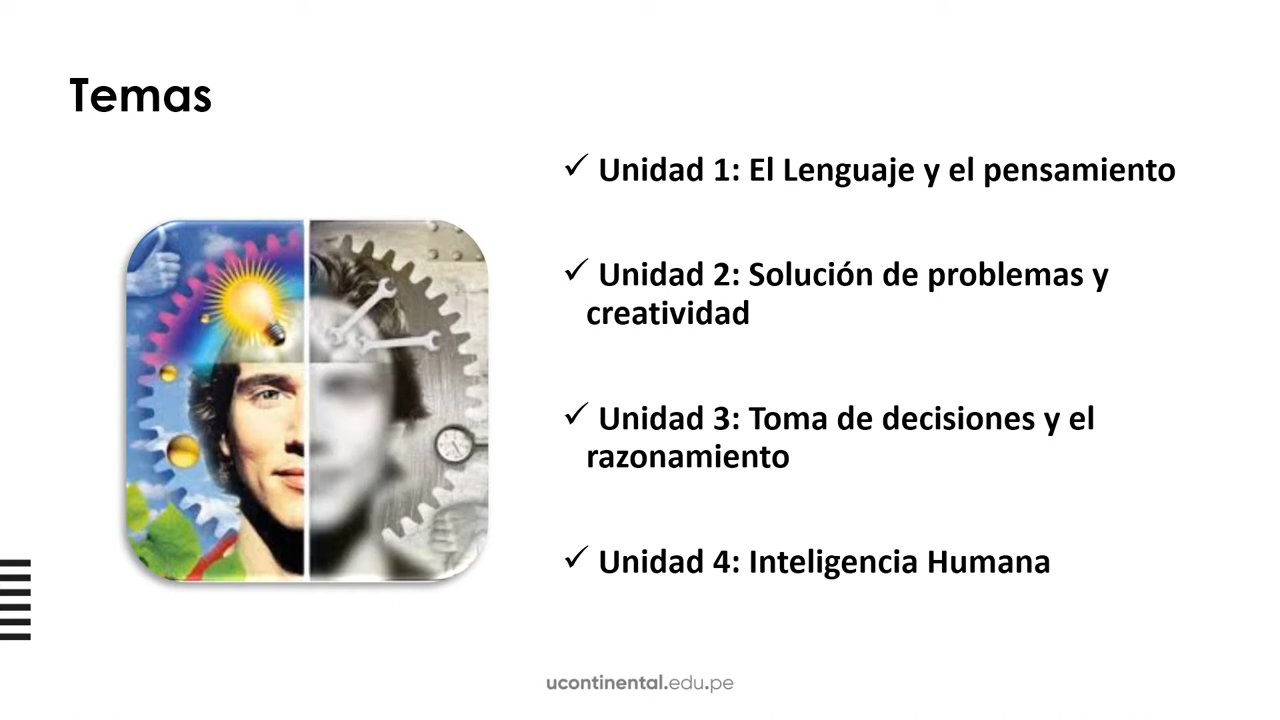 Temas
✓ Unidad 1: El Lenguaje y el pensamiento
✓ Unidad 2: Solución de problemas y
creatividad
✓ Unidad 3: Toma de decisiones y el
razonamiento
✓ Unidad 4: Inteligencia Humana
ucontinental.edu.pe